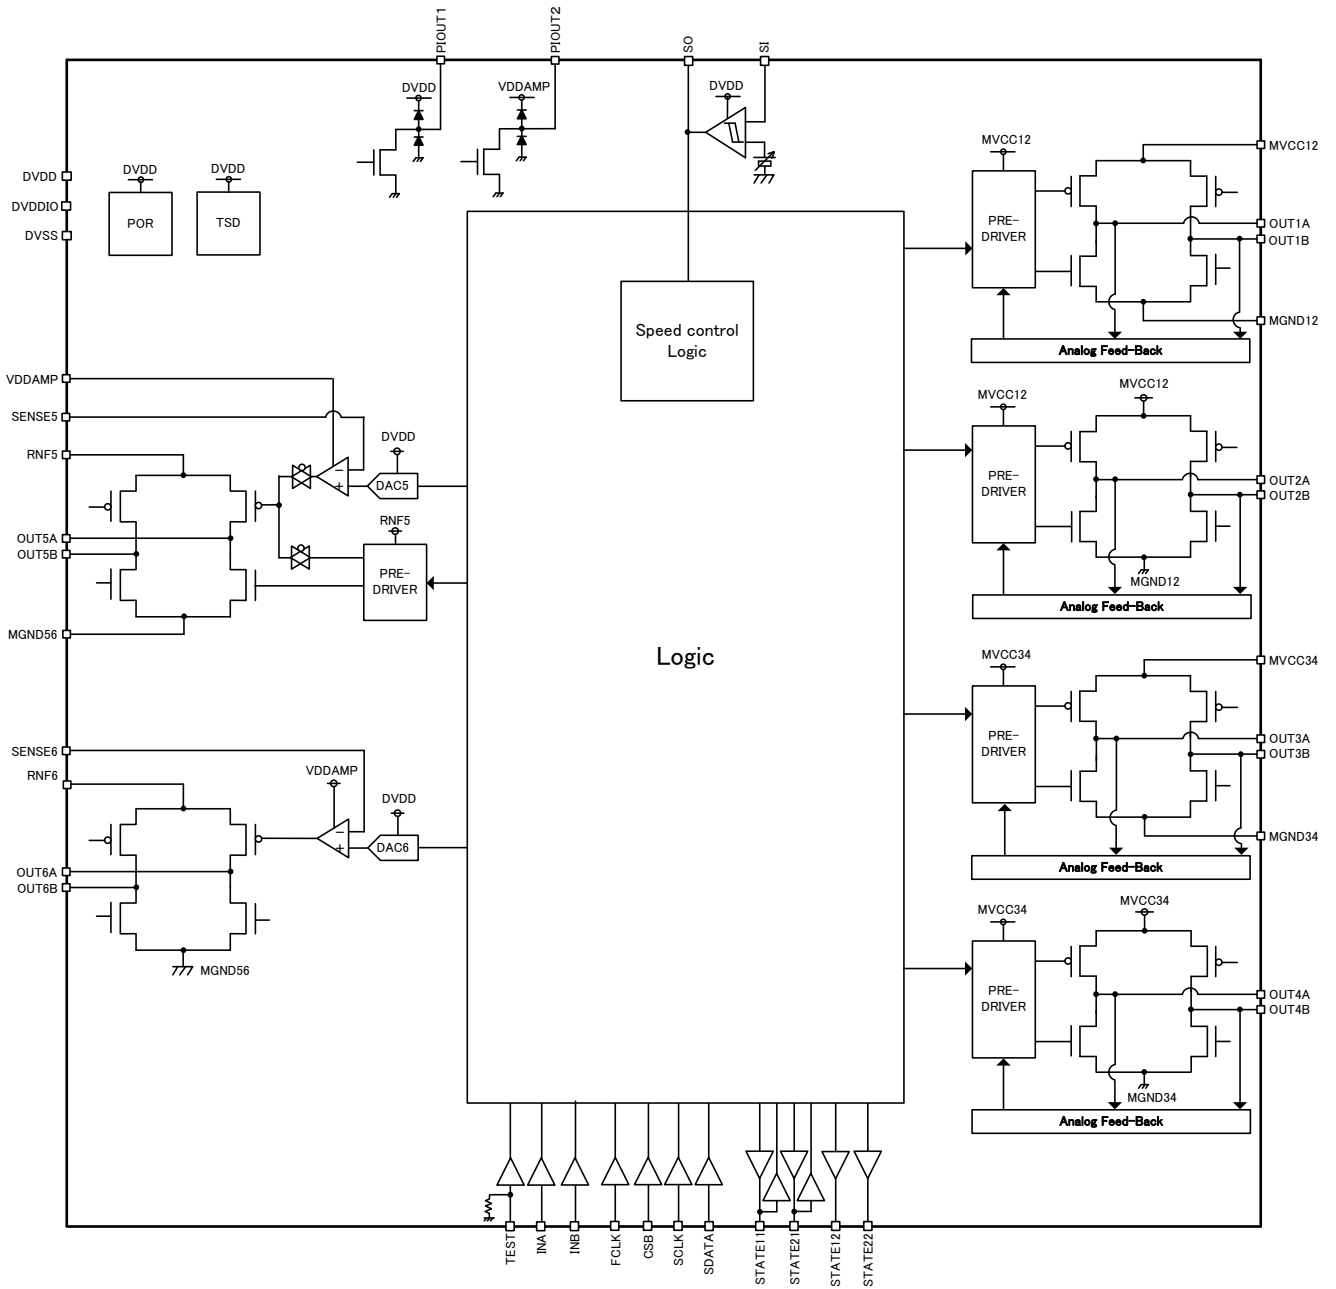 PIOUT1
PIOUT2
SO
SI
DVDD
VDDAMP
DVDD
DVDD
DVDDIO
DVSS
DVDD
POR
DVDD
TSD
Speed control
Logic
Logic
VDDAMP
SENSE5
RNF5
OUT5A
OUT5B
MGND56
DVDD
DAC5
−
+
RNF5
PRE-
DRIVER
SENSE6
RNF6
OUT6A
OUT6B
MGND56
VDDAMP
−
+
DVDD
DAC6
MVCC12
PRE-
DRIVER
MVCC12
OUT1A
OUT1B
MGND12
Analog Feed-Back
MVCC12
PRE-
DRIVER
MVCC12
OUT2A
OUT2B
MGND12
Analog Feed-Back
MVCC34
PRE-
DRIVER
MVCC34
OUT3A
OUT3B
MGND34
Analog Feed-Back
MVCC34
PRE-
DRIVER
MVCC34
OUT4A
OUT4B
MGND34
Analog Feed-Back
TEST
INA
INB
FCLK
CSB
SCLK
SDATA
STATE11
STATE21
STATE12
STATE22